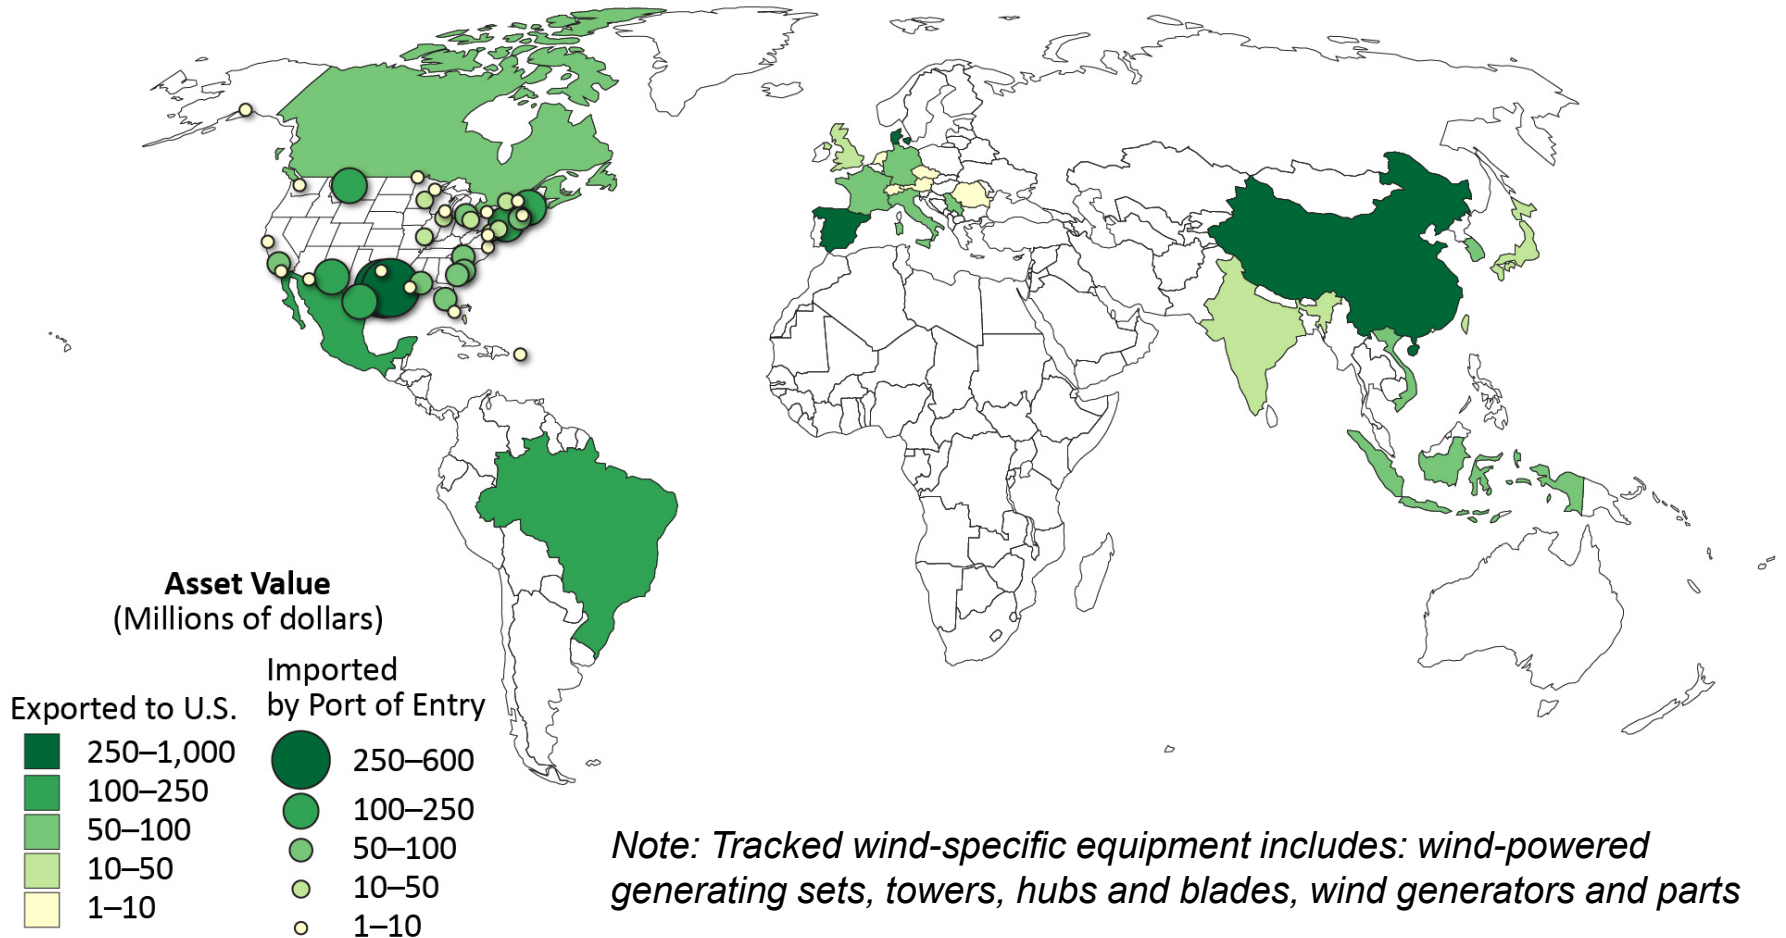 Asset Value
(Millions of dollars)
Exported to U.S.
250–1,000
100–250
50–100
10–50
1–10
Imported
by Port of Entry
250–600
100–250
50–100
10–50
1–10
Note: Tracked wind-specific equipment includes: wind-powered
generating sets, towers, hubs and blades, wind generators and parts